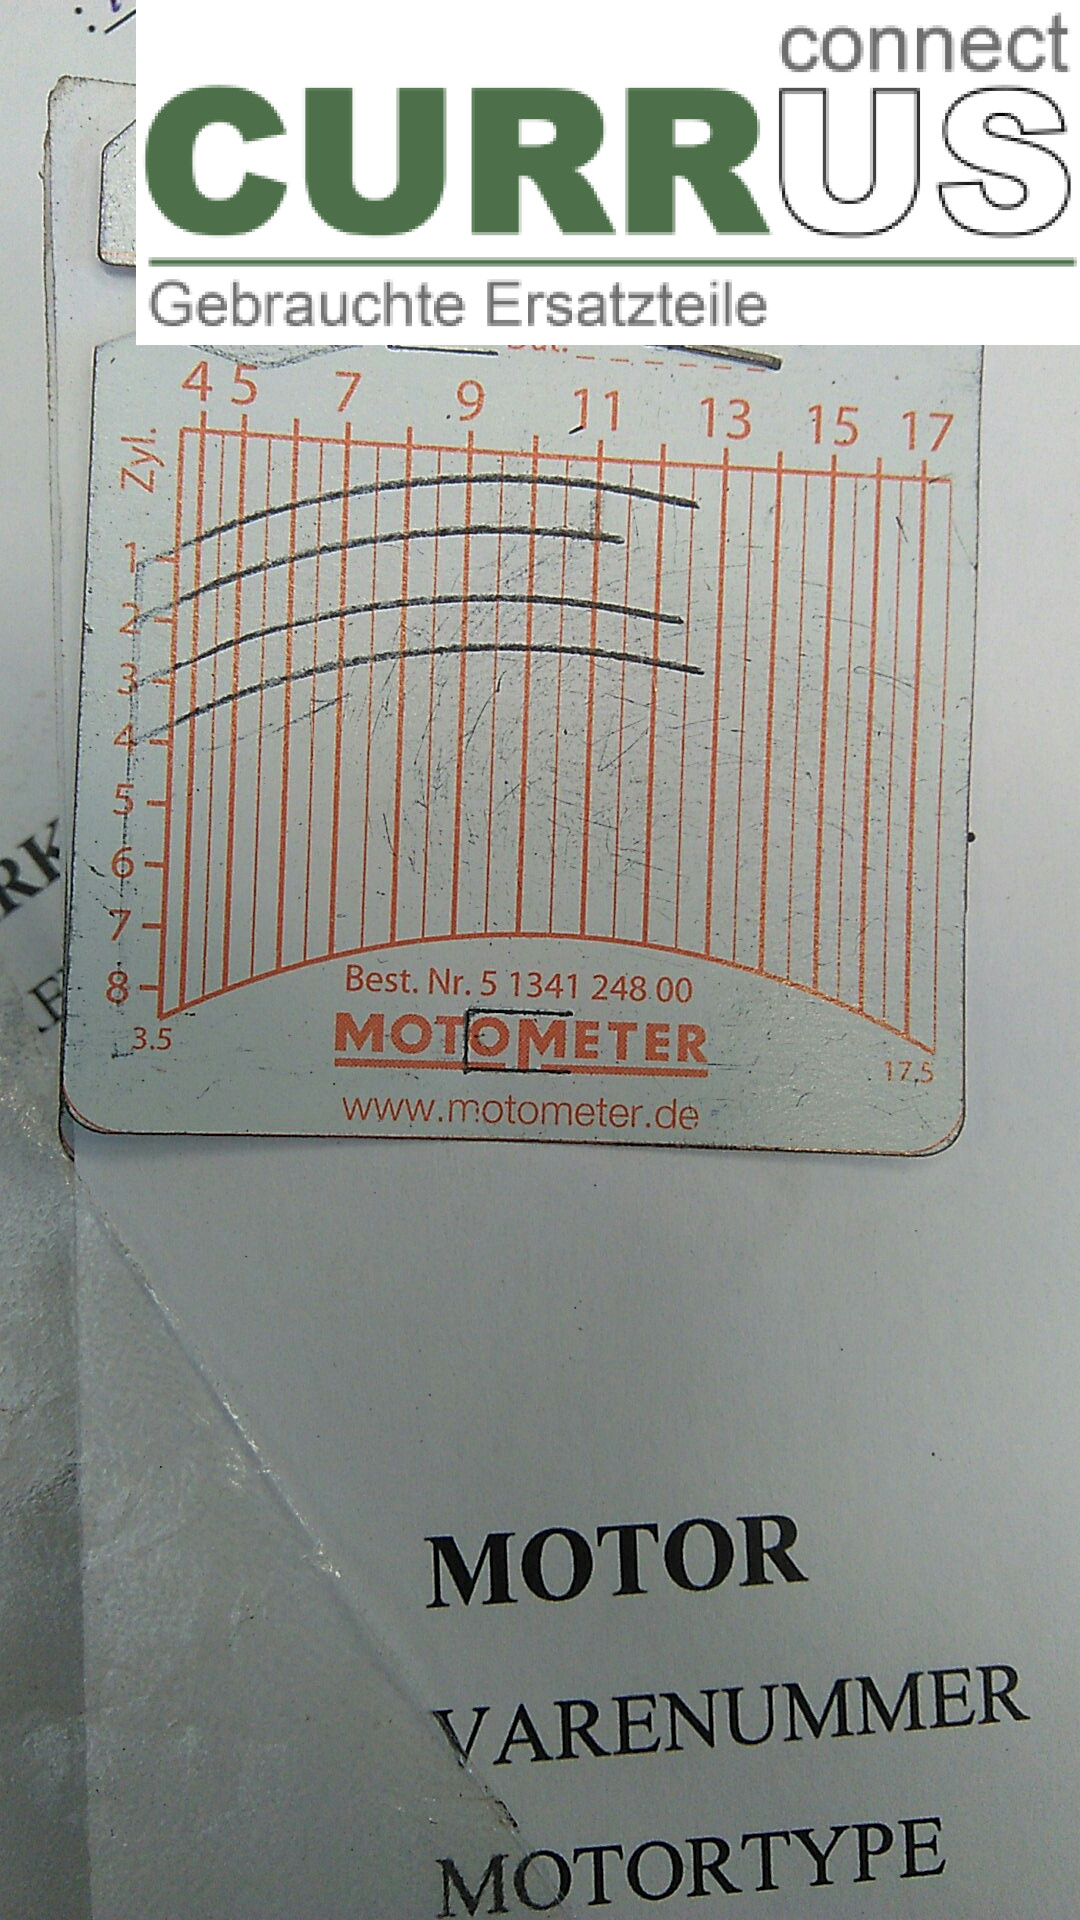 connect
CURRUS
Gebrauchte Ersatzteile
4 5 7 9 11 13 15 17
Zyl.
1
2
3
4
5
6
7
8
3.5
17,5
Best. Nr. 5 1341 248 00
MOTOMETER
www.motometer.de
MOTOR
VARENUMMER
MOTORTYPE